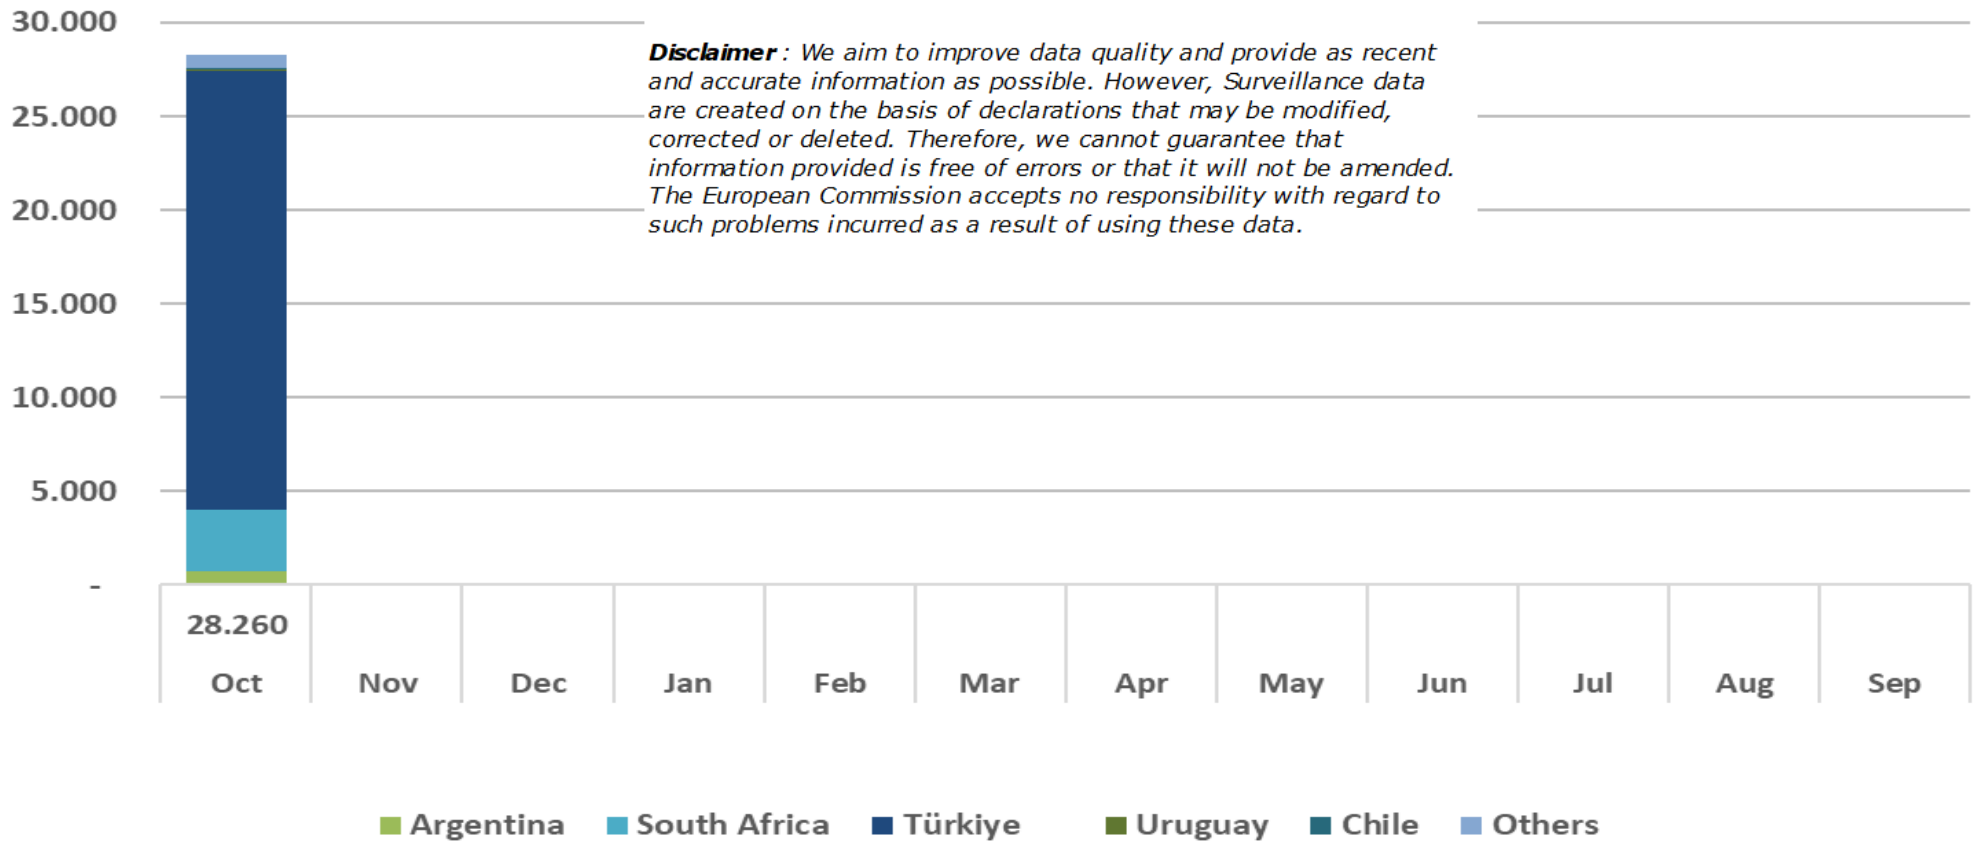 30.000
25.000
20.000
15.000
10.000
5.000
-
Disclaimer : We aim to improve data quality and provide as recent
and accurate information as possible. However, Surveillance data
are created on the basis of declarations that may be modified,
corrected or deleted. Therefore, we cannot guarantee that
information provided is free of errors or that it will not be amended.
The European Commission accepts no responsibility with regard to
such problems incurred as a result of using these data.
28.260
Oct Nov Dec Jan Feb Mar Apr May Jun Jul Aug Sep
Argentina South Africa Türkiye Uruguay Chile Others